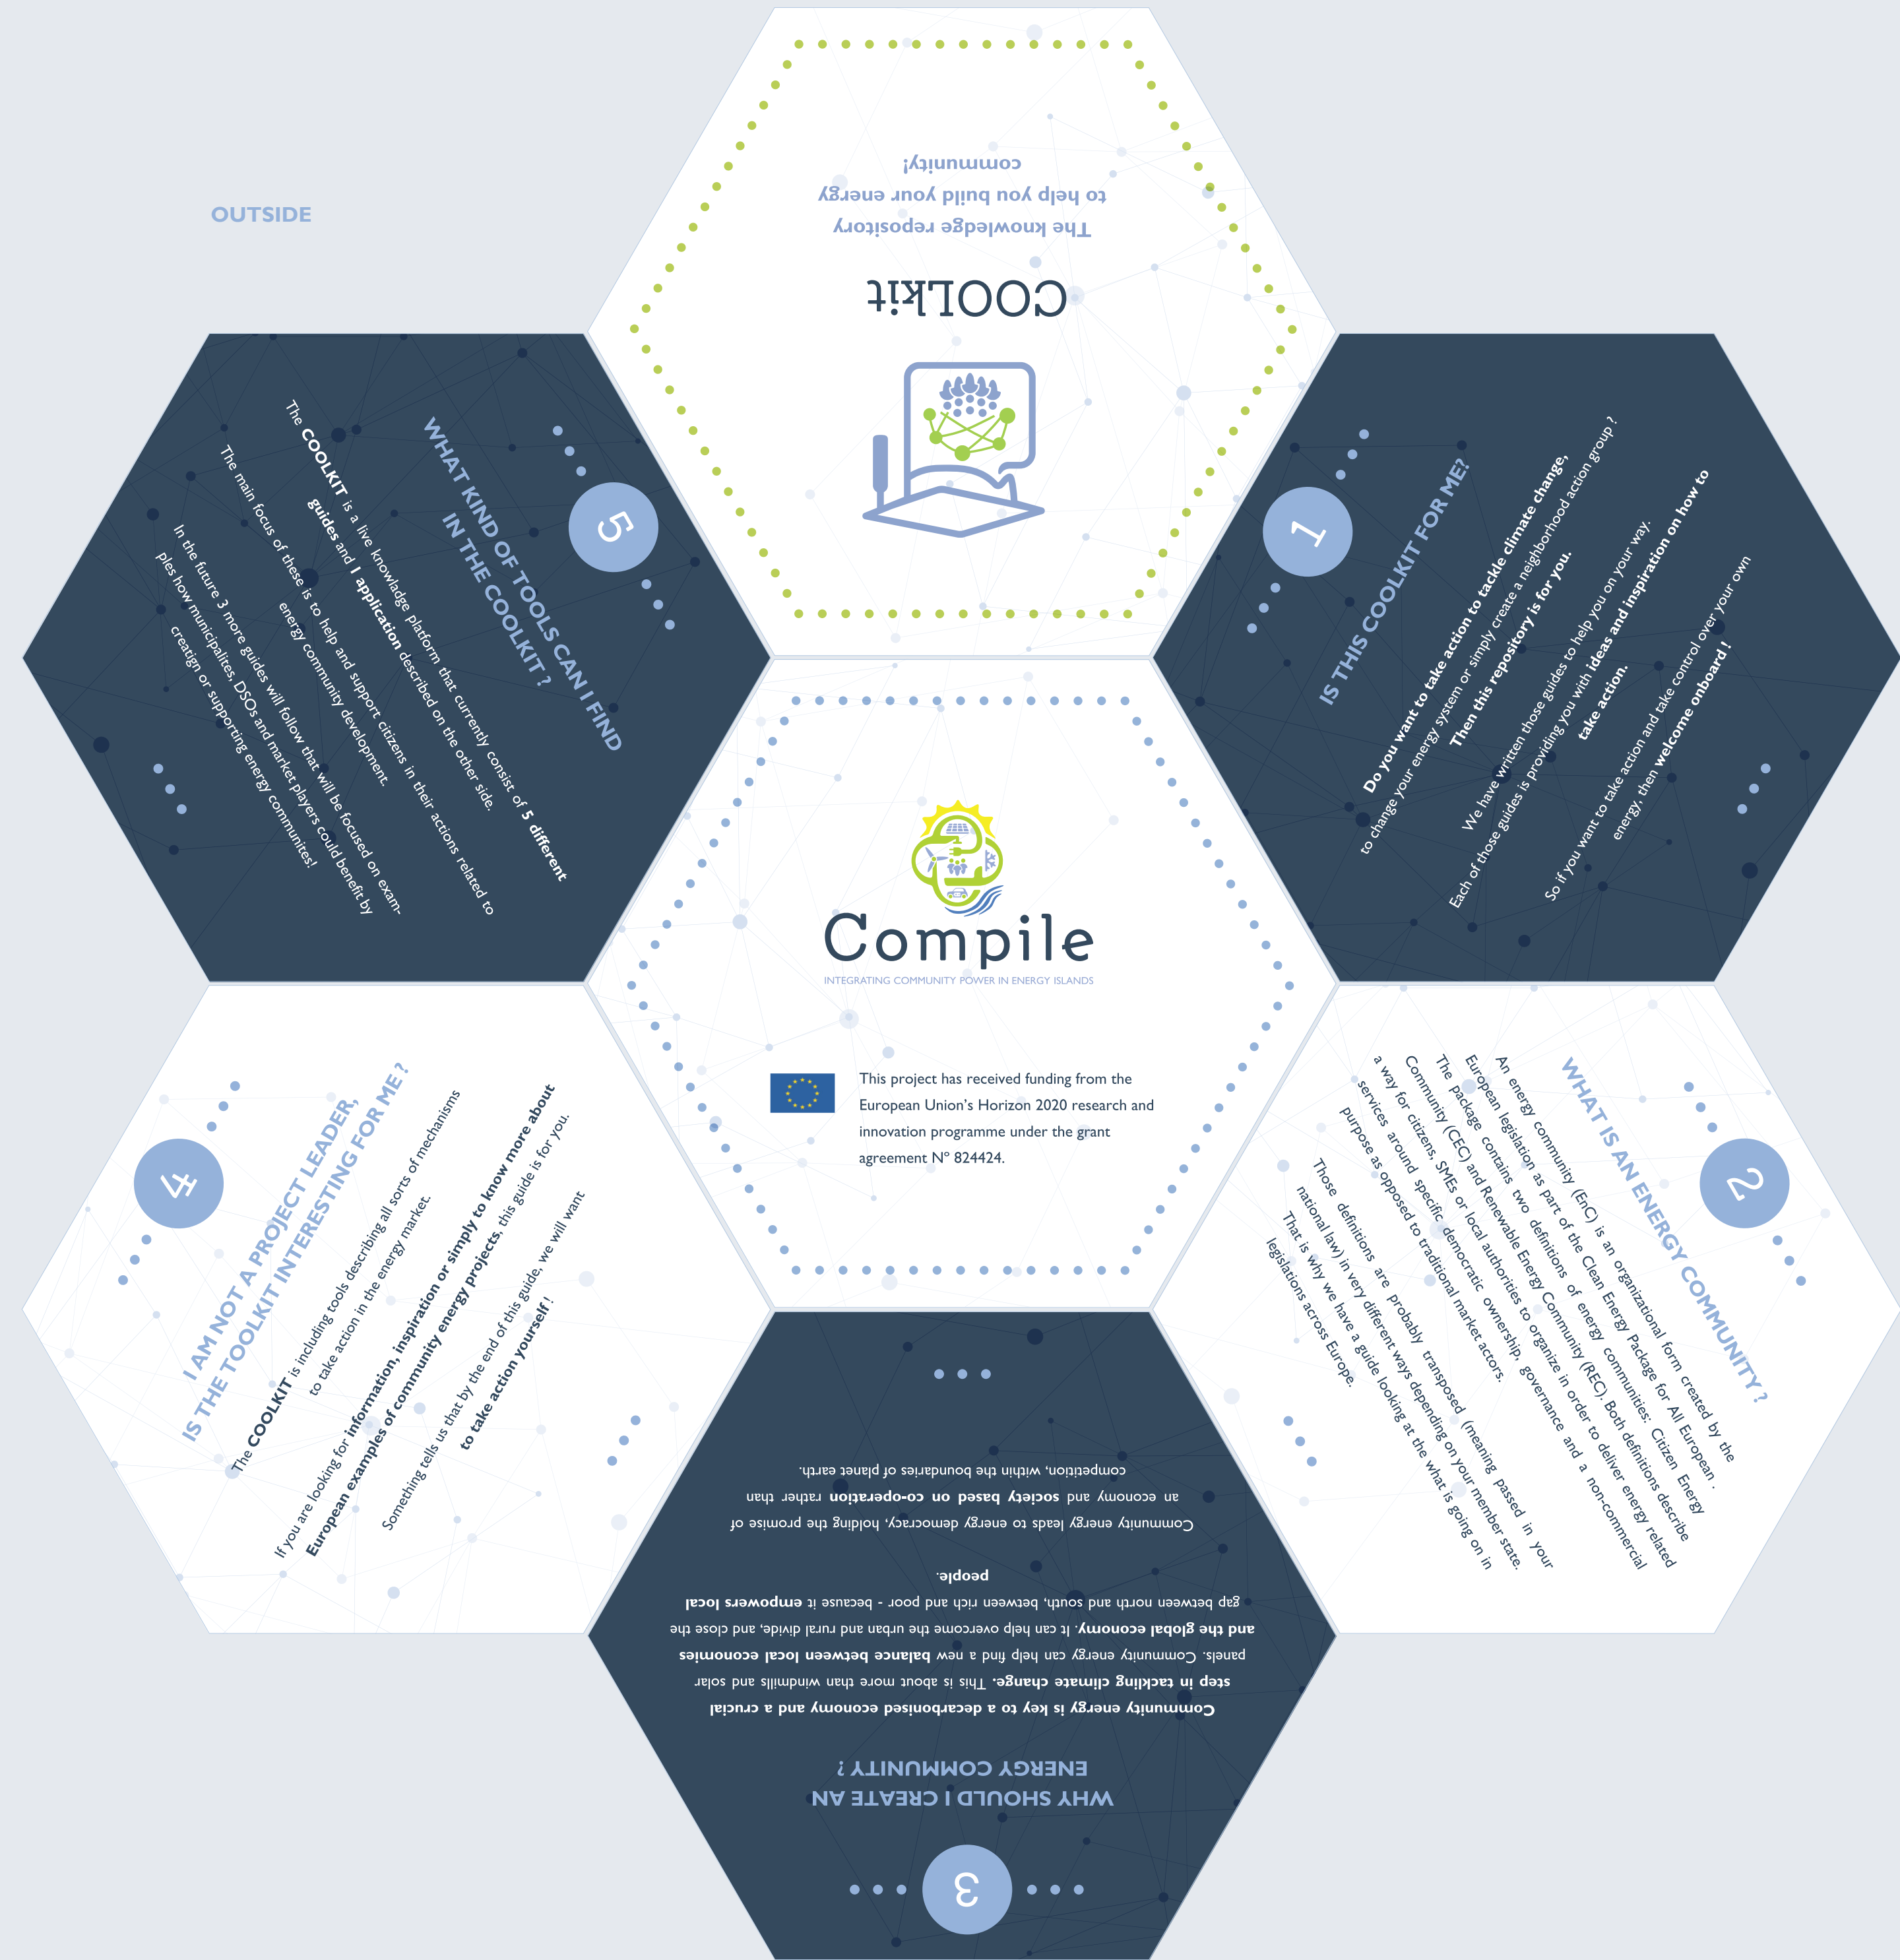 OUTSIDE
COOLkit
The knowledge repository
to help you build your energy
community!
Compile
INTEGRATING COMMUNITY POWER IN ENERGY ISLANDS
This project has received funding from the
European Union's Horizon 2020 research and
innovation programme under the grant
agreement Nº 824424.
1
IS THIS COOLKIT FOR ME?
Do you want to take action to tackle climate change,
to change your energy system or simply create a neighborhood action group ?
Then this repository is for you.
We have written those guides to help you on your way.
Each of those guides is providing you with ideas and inspiration on how to
take action.
So if you want to take action and take control over your own
energy, then welcome onboard !
2
WHAT IS AN ENERGY COMMUNITY ?
An energy community (EnC) is an organizational form created by the
European legislation as part of the Clean Energy Package for All European .
The package contains two definitions of energy communities: Citizen Energy
Community (CEC) and Renewable Energy Community (REC). Both definitions describe
a way for citizens, SMEs or local authorities to organize in order to deliver energy related
services around specific democratic ownership, governance and a non-commercial
purpose as opposed to traditional market actors.
Those definitions are probably transposed (meaning passed in your
national law) in very different ways depending on your member state.
That is why we have a guide looking at the what is going on in
legislations across Europe.
3
WHY SHOULD I CREATE AN
ENERGY COMMUNITY ?
Community energy is key to a decarbonised economy and a crucial
step in tackling climate change. This is about more than windmills and solar
panels. Community energy can help find a new balance between local economies
and the global economy. It can help overcome the urban and rural divide, and close the
gap between north and south, between rich and poor - because it empowers local
people.
Community energy leads to energy democracy, holding the promise of
an economy and society based on co-operation rather than
competition, within the boundaries of planet earth.
4
I AM NOT A PROJECT LEADER,
IS THE TOOLKIT INTERESTING FOR ME ?
The COOLKIT is including tools describing all sorts of mechanisms
to take action in the energy market.
If you are looking for information, inspiration or simply to know more about
European examples of community energy projects, this guide is for you.
Something tells us that by the end of this guide, we will want
to take action yourself !
5
WHAT KIND OF TOOLS CAN I FIND
IN THE COOLKIT ?
The COOLKIT is a live knowladge platform that currently consist of 5 different
guides and 1 application described on the other side.
The main focus of these is to help and support citizens in their actions related to
energy community development.
In the future 3 more guides will follow that will be focused on exam-
ples how municipalites, DSOs and market players could benefit by
creatign or supporting energy communites!